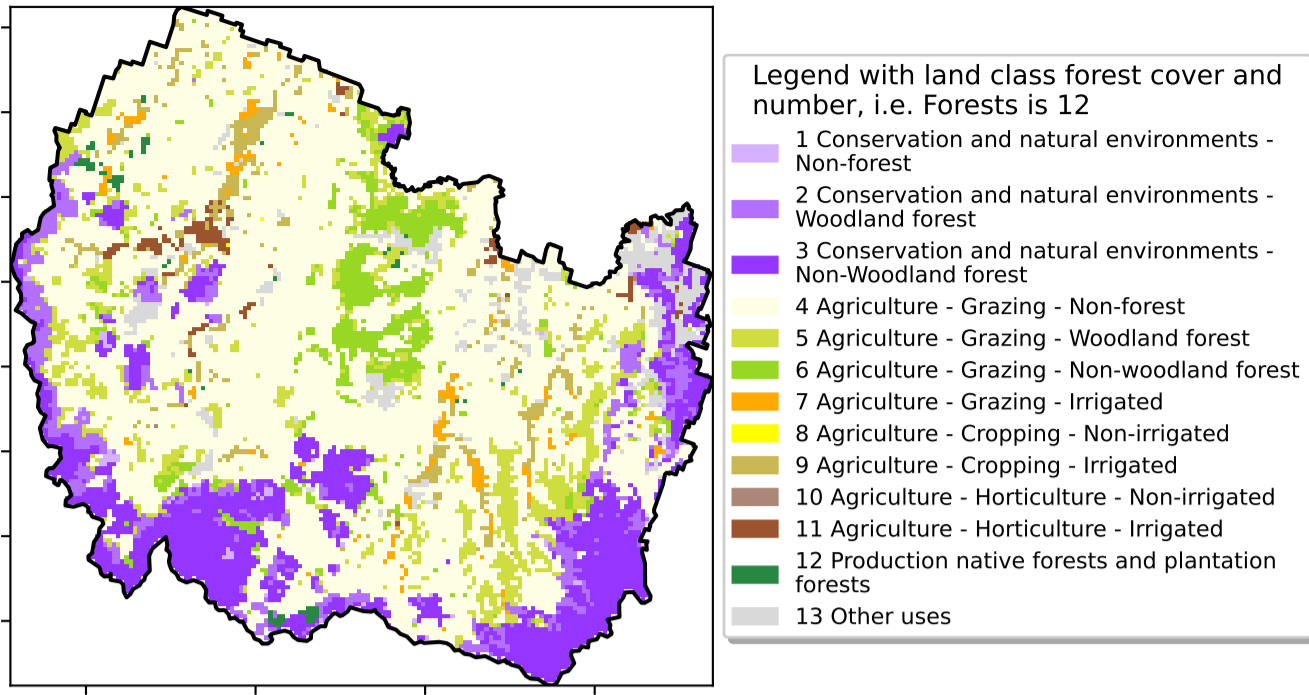 Legend with land class forest cover and
number, i.e. Forests is 12
1 Conservation and natural environments -
Non-forest
2 Conservation and natural environments -
Woodland forest
3 Conservation and natural environments -
Non-Woodland forest
4 Agriculture - Grazing - Non-forest
5 Agriculture - Grazing - Woodland forest
6 Agriculture - Grazing - Non-woodland forest
7 Agriculture - Grazing - Irrigated
8 Agriculture - Cropping - Non-irrigated
9 Agriculture - Cropping - Irrigated
10 Agriculture - Horticulture - Non-irrigated
11 Agriculture - Horticulture - Irrigated
12 Production native forests and plantation
forests
13 Other uses